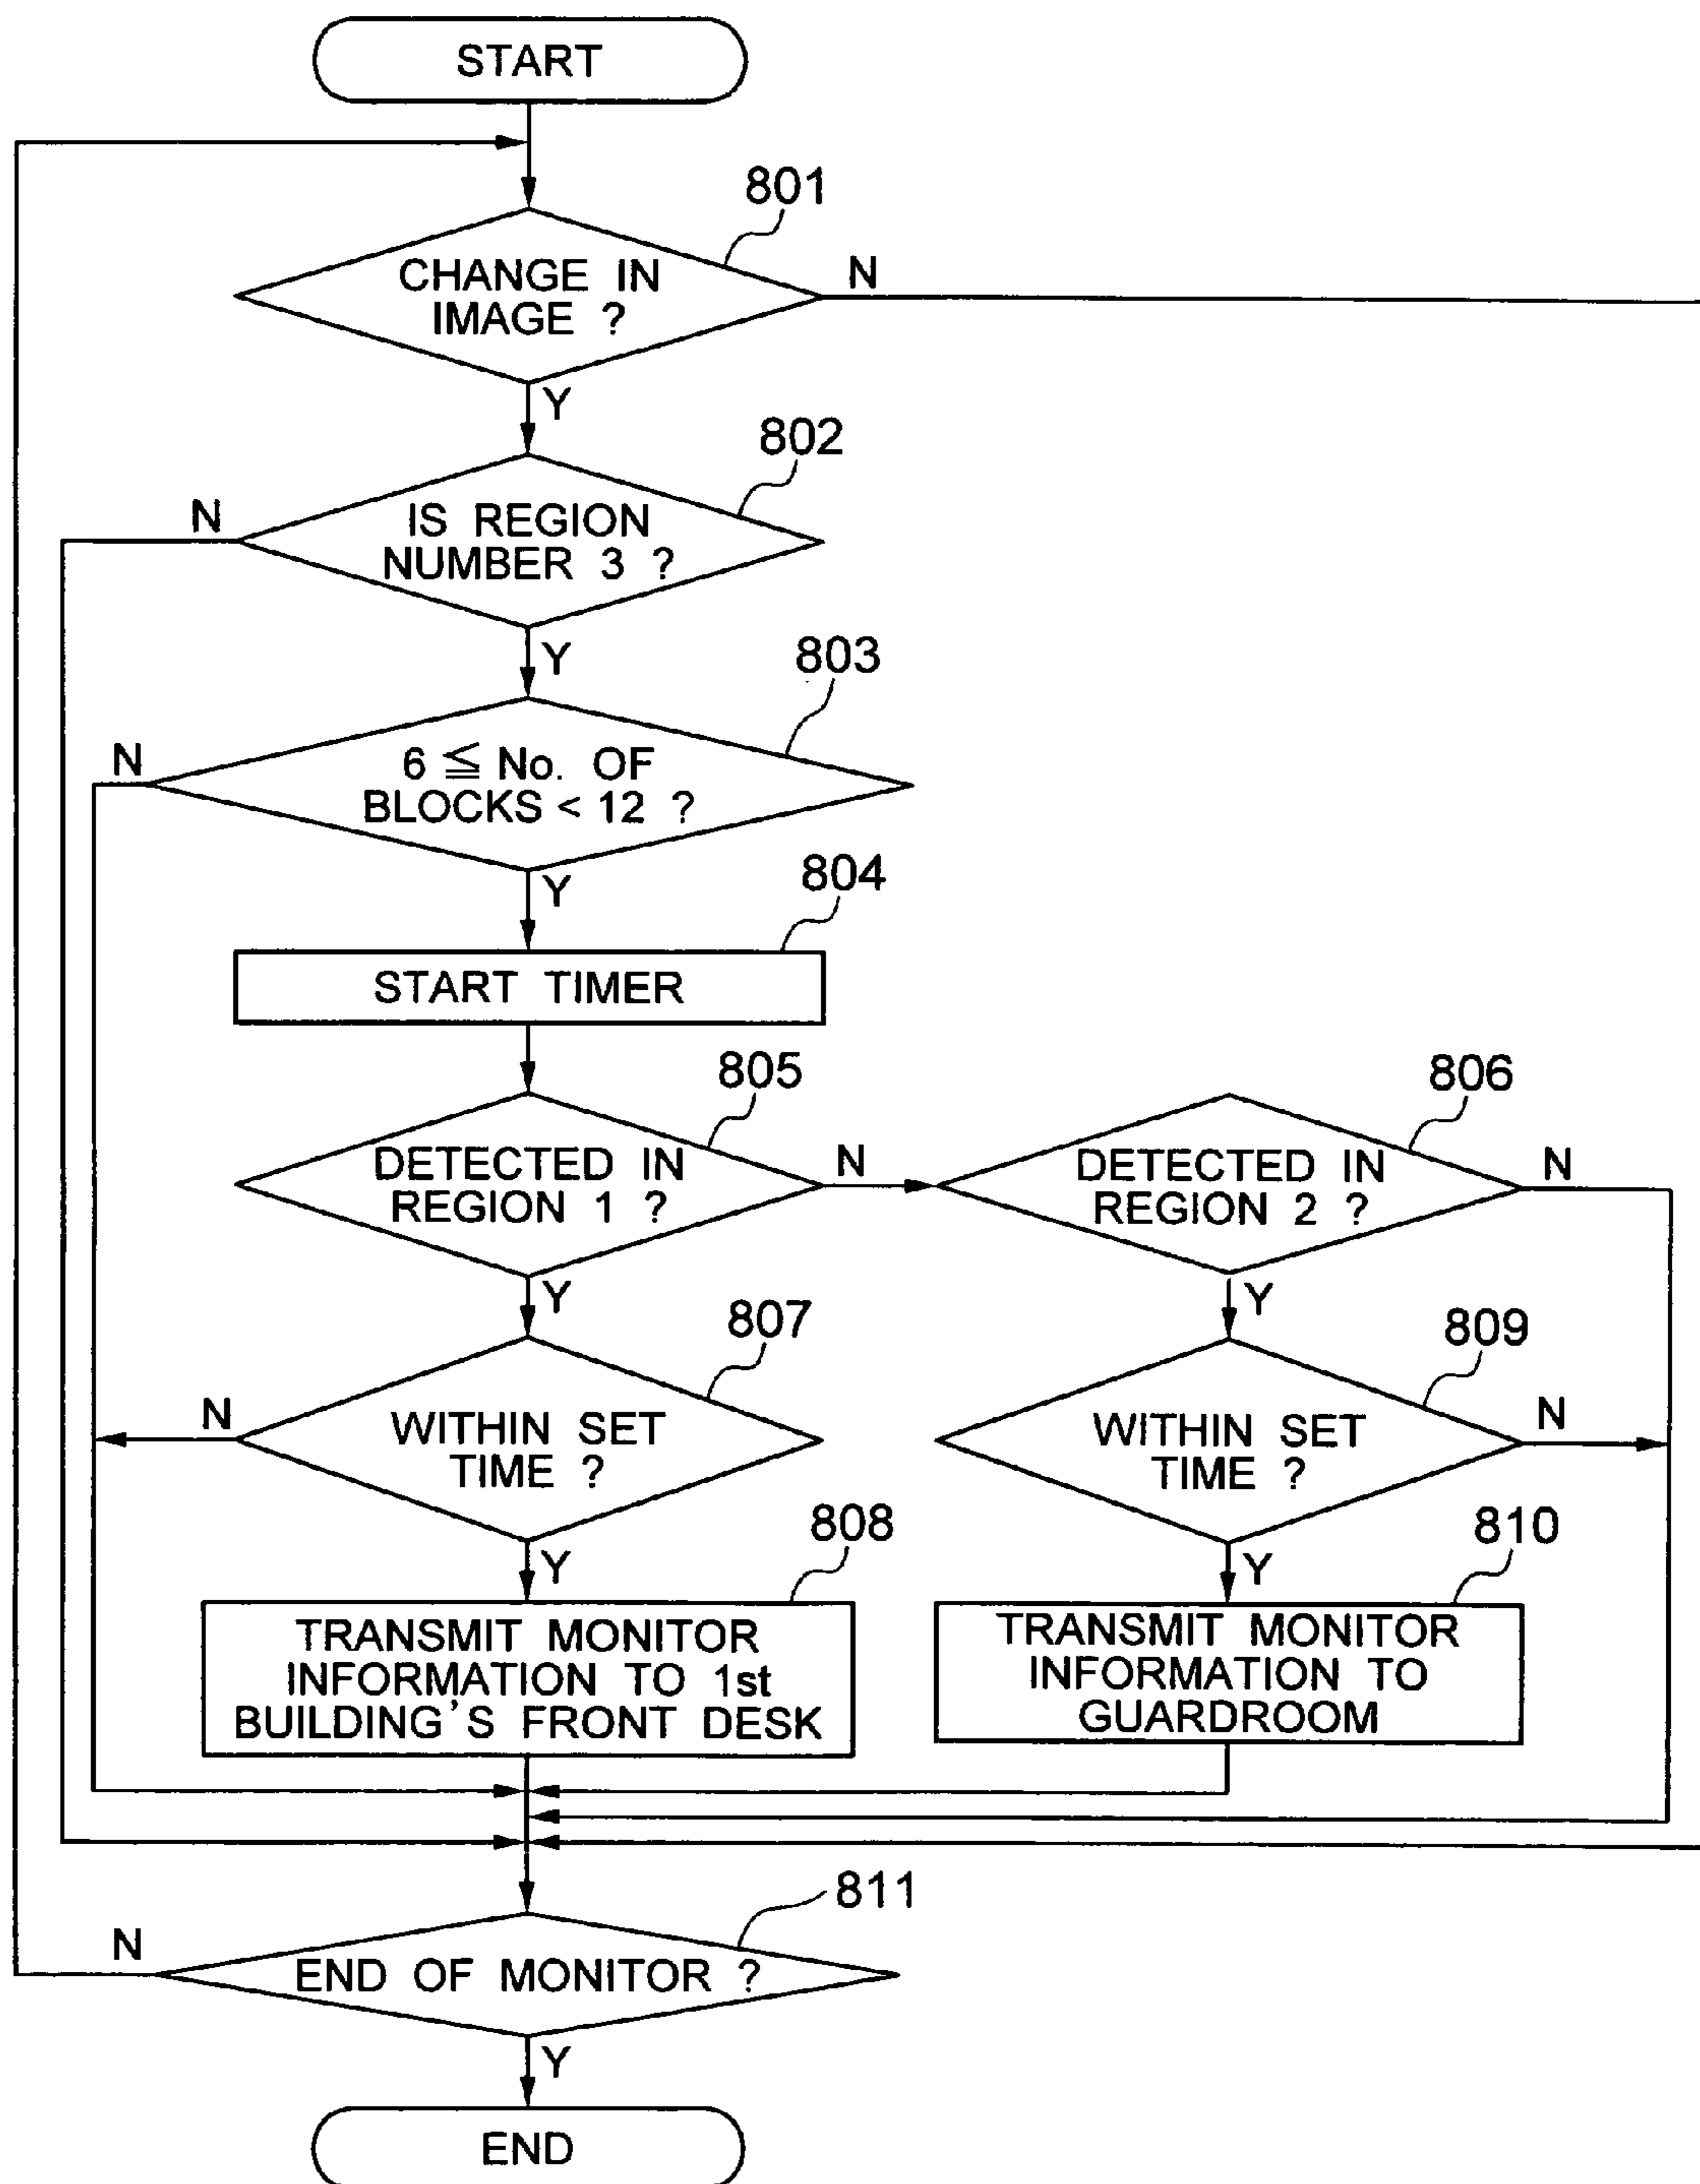 START
801
CHANGE IN
IMAGE ?
N
Y
802
IS REGION
NUMBER 3 ?
N
Y
803
6 ≦ No. OF
BLOCKS < 12 ?
N
Y
804
START TIMER
805
DETECTED IN
REGION 1 ?
N
Y
806
DETECTED IN
REGION 2 ?
N
Y
807
WITHIN SET
TIME ?
N
Y
809
WITHIN SET
TIME ?
N
Y
808
TRANSMIT MONITOR
INFORMATION TO 1st
BUILDING'S FRONT DESK
810
TRANSMIT MONITOR
INFORMATION TO
GUARDROOM
811
END OF MONITOR ?
N
Y
END